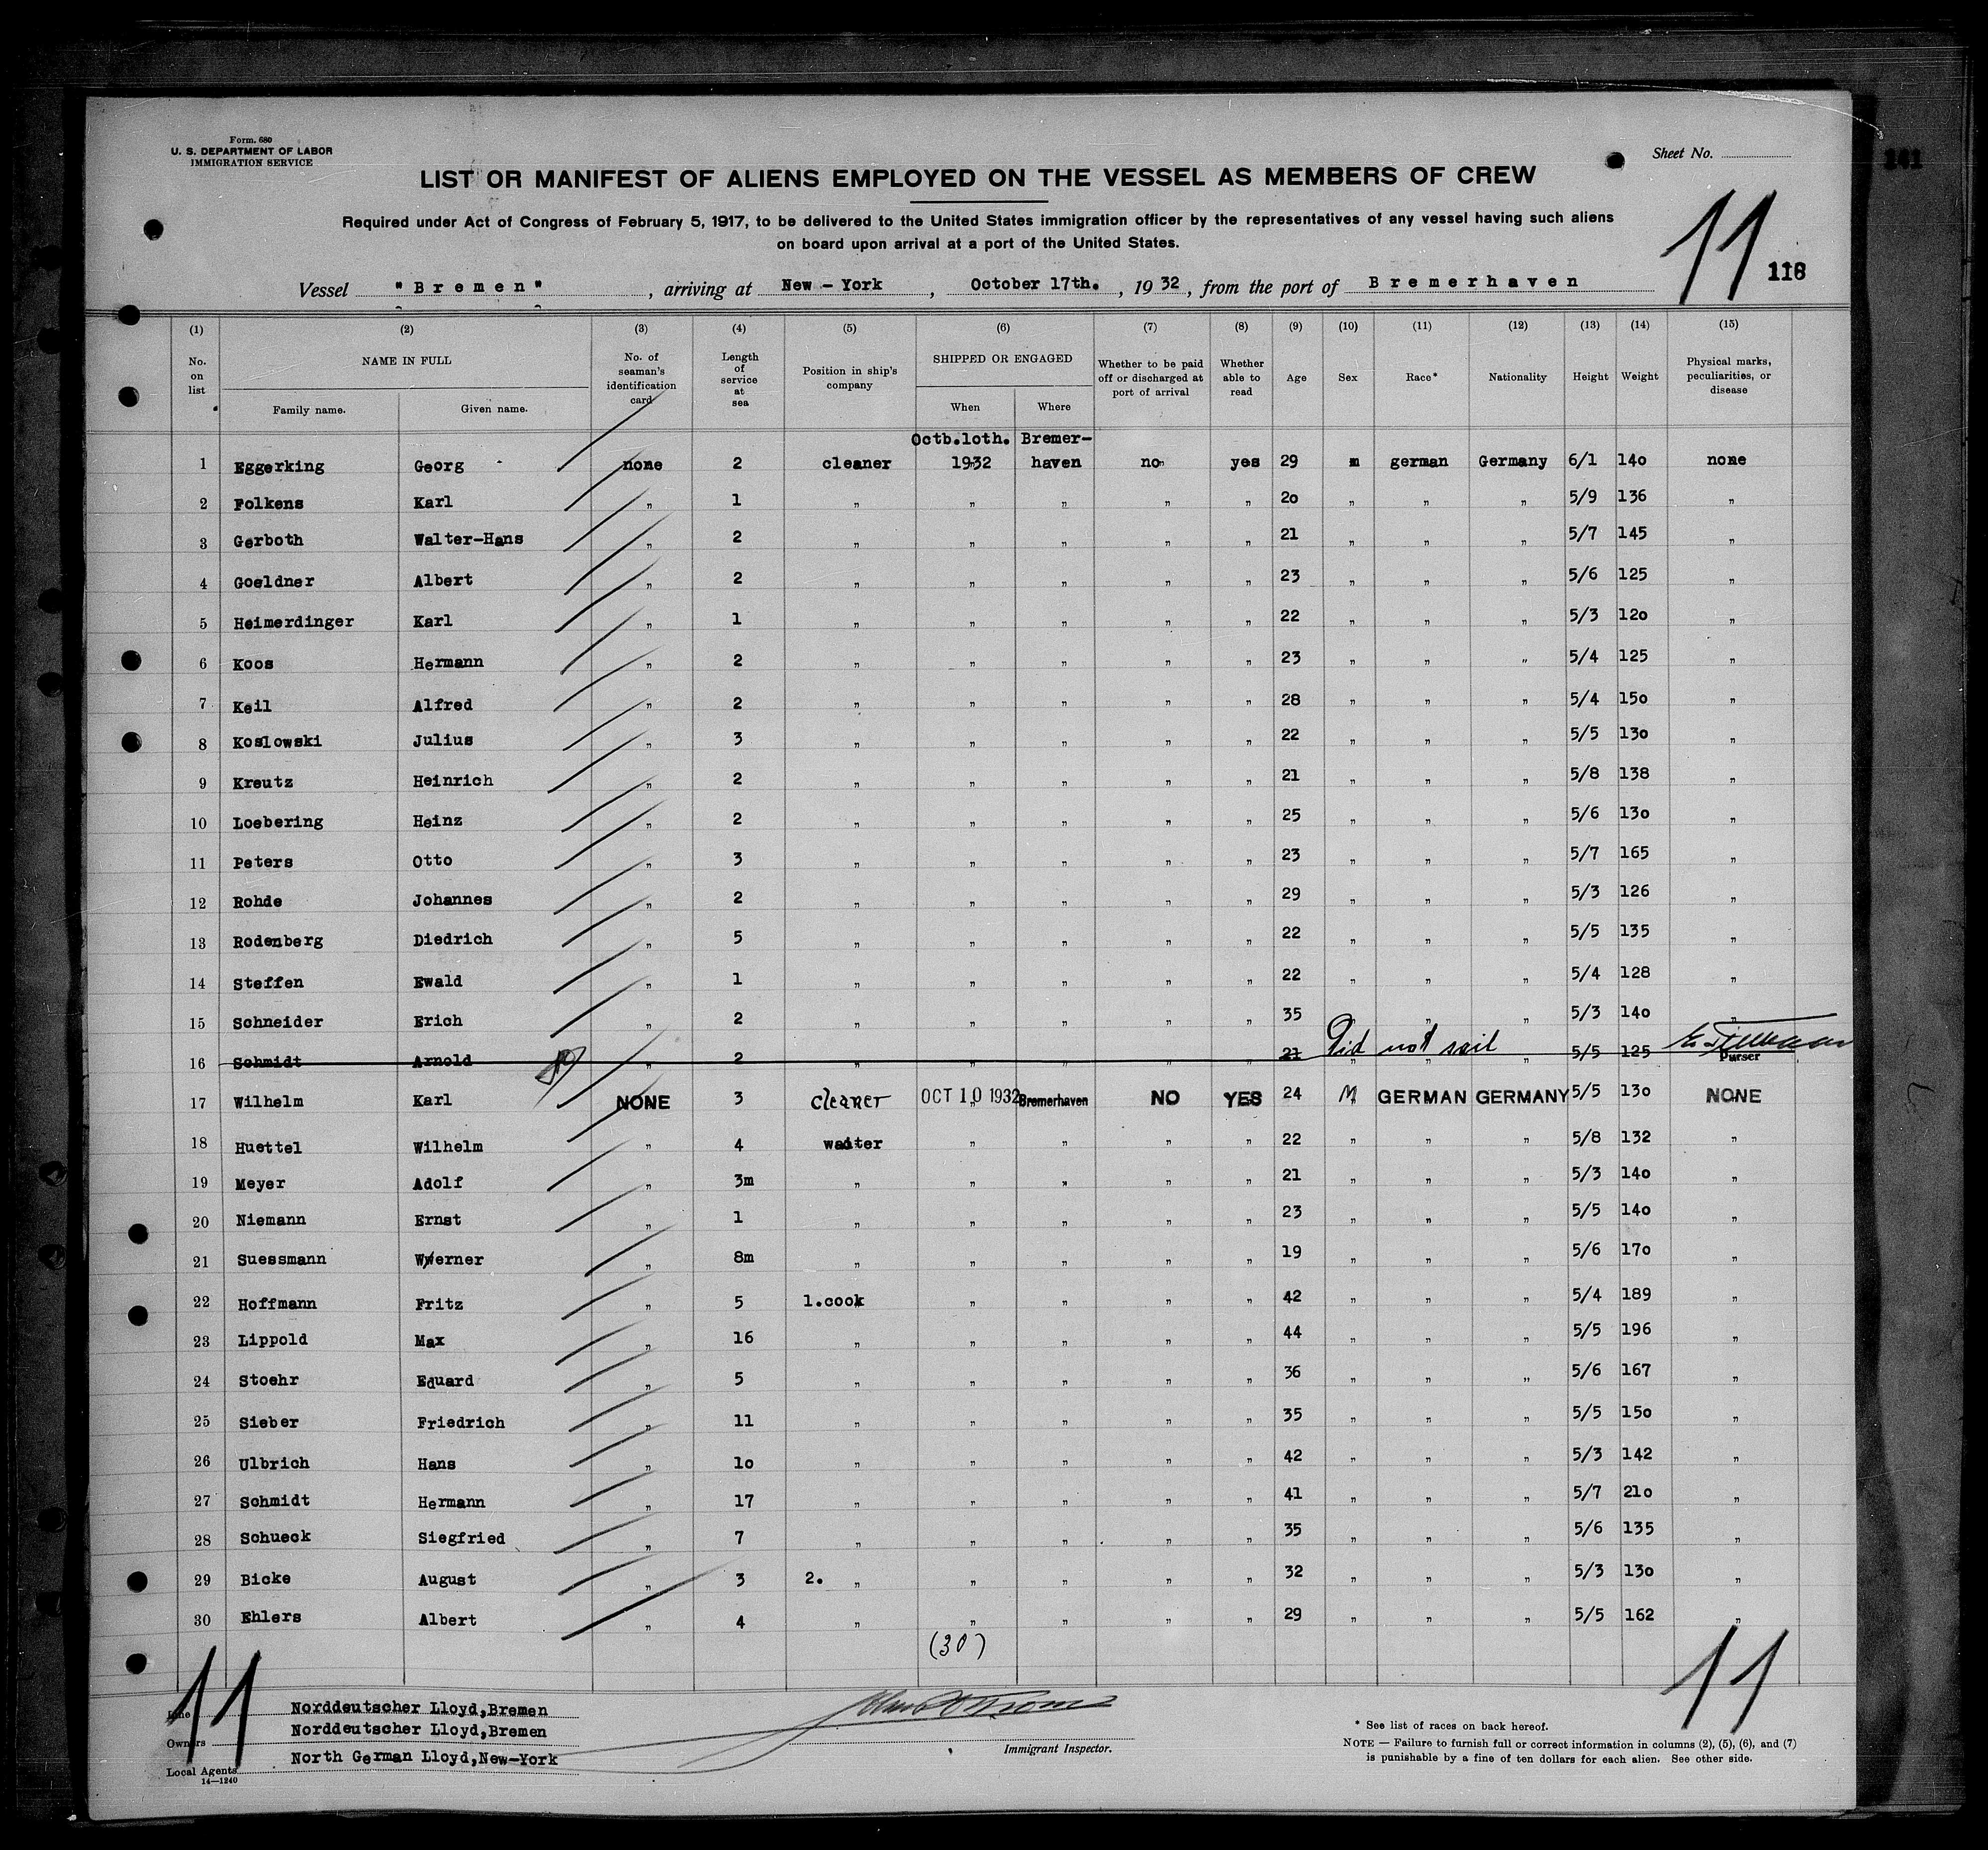 Form. 680
U. S. DEPARTMENT OF LABOR
IMMIGRATION SERVICE
Sheet No.
141
LIST OR MANIFEST OF ALIENS EMPLOYED ON THE VESSEL AS MEMBERS OF CREW
Required under Act of Congress of February 5, 1917, to be delivered to the United States immigration officer by the representatives of any vessel having such aliens
on board upon arrival at a port of the United States.
11
118
Vessel "Bremen", arriving at New-York, October 17th., 1932, from the port of Bremerhaven
(1) (2) (3) (4) (5) (6) (7) (8) (9) (10) (11) (12) (13) (14) (15)
No. on list NAME IN FULL Family name. Given name. No. of seaman's identification card Length of service at sea Position in ship's company SHIPPED OR ENGAGED When Where Whether to be paid off or discharged at port of arrival Whether able to read Age Sex Race* Nationality Height Weight Physical marks, peculiarities, or disease
Octb.loth. Bremer-
1 Eggerking Georg none 2 cleaner 1932 haven no yes 29 m german Germany 6/1 14o none
2 Folkens Karl " 1 " " " " " 2o " " " 5/9 136 "
3 Gerboth Walter-Hans " 2 " " " " " 21 " " " 5/7 145 "
4 Goeldner Albert " 2 " " " " " 23 " " " 5/6 125 "
5 Heimerdinger Karl " 1 " " " " " 22 " " " 5/3 12o "
6 Koos Hermann " 2 " " " " " 23 " " " 5/4 125 "
7 Keil Alfred " 2 " " " " " 28 " " " 5/4 15o "
8 Koslowski Julius " 3 " " " " " 22 " " " 5/5 13o "
9 Kreutz Heinrich " 2 " " " " " 21 " " " 5/8 138 "
10 Loebering Heinz " 2 " " " " " 25 " " " 5/6 13o "
11 Peters Otto " 3 " " " " " 23 " " " 5/7 165 "
12 Rohde Johannes " 2 " " " " " 29 " " " 5/3 126 "
13 Rodenberg Diedrich " 5 " " " " " 22 " " " 5/5 135 "
14 Steffen Ewald " 1 " " " " " 22 " " " 5/4 128 "
15 Schneider Erich " 2 " " " " " 35 " " " 5/3 14o "
16 Schmidt Arnold " 2 " " " " " 21 Did not sail " " " 5/5 125 " Purser
17 Wilhelm Karl NONE 3 cleaner OCT 10 1932 Bremerhaven NO YES 24 M GERMAN GERMANY 5/5 13o NONE
18 Huettel Wilhelm " 4 waiter " " " " 22 " " " 5/8 132 "
19 Meyer Adolf " 3m " " " " " 21 " " " 5/3 14o "
20 Niemann Ernst " 1 " " " " " 23 " " " 5/5 14o "
21 Suessmann Wwerner " 8m " " " " " 19 " " " 5/6 17o "
22 Hoffmann Fritz " 5 1.cook " " " " 42 " " " 5/4 189 "
23 Lippold Max " 16 " " " " " 44 " " " 5/5 196 "
24 Stoehr Eduard " 5 " " " " " 36 " " " 5/6 167 "
25 Sieber Friedrich " 11 " " " " " 35 " " " 5/5 15o "
26 Ulbrich Hans " 1o " " " " " 42 " " " 5/3 142 "
27 Schmidt Hermann " 17 " " " " " 41 " " " 5/7 21o "
28 Schueck Siegfried " 7 " " " " " 35 " " " 5/6 135 "
29 Bicke August " 3 2. " " " " " 32 " " " 5/3 13o "
30 Ehlers Albert " 4 " " " " " 29 " " " 5/5 162 "
(30)
11
11
Line Norddeutscher Lloyd,Bremen
Owners Norddeutscher Lloyd,Bremen
Local Agents North German Lloyd,New-York
14—1240
Immigrant Inspector.
* See list of races on back hereof.
NOTE — Failure to furnish full or correct information in columns (2), (5), (6), and (7)
is punishable by a fine of ten dollars for each alien. See other side.